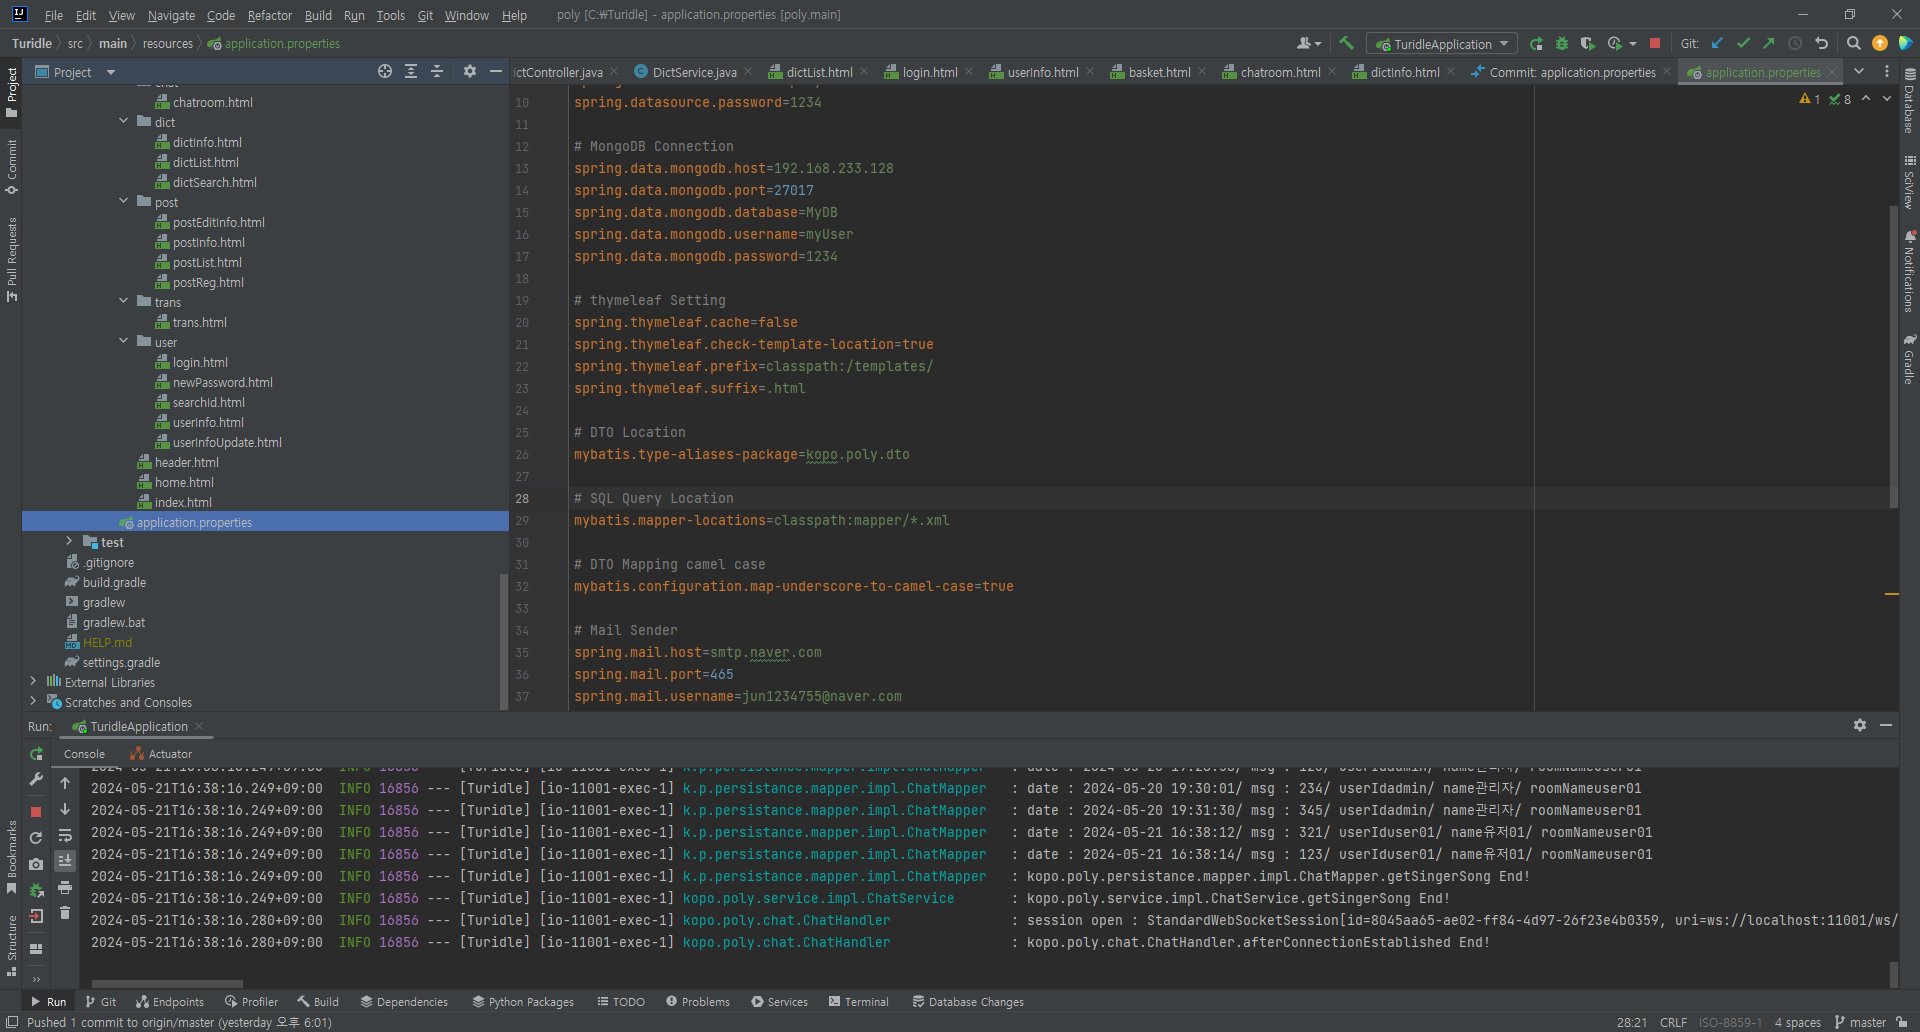 File Edit View Navigate Code Refactor Build Run Tools Git Window Help poly [C:₩Turidle] - application.properties [poly.main]
Turidle src main resources application.properties TuridleApplication Git:
Project
ictController.java DictService.java dictList.html login.html userInfo.html basket.html chatroom.html dictInfo.html Commit: application.properties application.properties
Project
Commit
Pull Requests
Bookmarks
Structure
chat
chatroom.html
dict
dictInfo.html
dictList.html
dictSearch.html
post
postEditInfo.html
postInfo.html
postList.html
postReg.html
trans
trans.html
user
login.html
newPassword.html
searchId.html
userInfo.html
userInfoUpdate.html
header.html
home.html
index.html
application.properties
test
.gitignore
build.gradle
gradlew
gradlew.bat
HELP.md
settings.gradle
External Libraries
Scratches and Consoles
1 8
10 spring.datasource.password=1234
11
12 # MongoDB Connection
13 spring.data.mongodb.host=192.168.233.128
14 spring.data.mongodb.port=27017
15 spring.data.mongodb.database=MyDB
16 spring.data.mongodb.username=myUser
17 spring.data.mongodb.password=1234
18
19 # thymeleaf Setting
20 spring.thymeleaf.cache=false
21 spring.thymeleaf.check-template-location=true
22 spring.thymeleaf.prefix=classpath:/templates/
23 spring.thymeleaf.suffix=.html
24
25 # DTO Location
26 mybatis.type-aliases-package=kopo.poly.dto
27
28 # SQL Query Location
29 mybatis.mapper-locations=classpath:mapper/*.xml
30
31 # DTO Mapping camel case
32 mybatis.configuration.map-underscore-to-camel-case=true
33
34 # Mail Sender
35 spring.mail.host=smtp.naver.com
36 spring.mail.port=465
37 spring.mail.username=jun1234755@naver.com
Database
SciView
Notifications
Gradle
Run: TuridleApplication
Console Actuator
2024-05-21T16:38:16.249+09:00 INFO 16856 --- [Turidle] [io-11001-exec-1] k.p.persistance.mapper.impl.ChatMapper : date : 2024-05-20 19:30:01/ msg : 234/ userIdadmin/ name관리자/ roomNameuser01
2024-05-21T16:38:16.249+09:00 INFO 16856 --- [Turidle] [io-11001-exec-1] k.p.persistance.mapper.impl.ChatMapper : date : 2024-05-20 19:31:30/ msg : 345/ userIdadmin/ name관리자/ roomNameuser01
2024-05-21T16:38:16.249+09:00 INFO 16856 --- [Turidle] [io-11001-exec-1] k.p.persistance.mapper.impl.ChatMapper : date : 2024-05-21 16:38:12/ msg : 321/ userIduser01/ name유저01/ roomNameuser01
2024-05-21T16:38:16.249+09:00 INFO 16856 --- [Turidle] [io-11001-exec-1] k.p.persistance.mapper.impl.ChatMapper : date : 2024-05-21 16:38:14/ msg : 123/ userIduser01/ name유저01/ roomNameuser01
2024-05-21T16:38:16.249+09:00 INFO 16856 --- [Turidle] [io-11001-exec-1] k.p.persistance.mapper.impl.ChatMapper : kopo.poly.persistance.mapper.impl.ChatMapper.getSingerSong End!
2024-05-21T16:38:16.249+09:00 INFO 16856 --- [Turidle] [io-11001-exec-1] kopo.poly.service.impl.ChatService : kopo.poly.service.impl.ChatService.getSingerSong End!
2024-05-21T16:38:16.280+09:00 INFO 16856 --- [Turidle] [io-11001-exec-1] kopo.poly.chat.ChatHandler : session open : StandardWebSocketSession[id=8045aa65-ae02-ff84-4d97-26f23e4b0359, uri=ws://localhost:11001/ws/
2024-05-21T16:38:16.280+09:00 INFO 16856 --- [Turidle] [io-11001-exec-1] kopo.poly.chat.ChatHandler : kopo.poly.chat.ChatHandler.afterConnectionEstablished End!
Run Git Endpoints Profiler Build Dependencies Python Packages TODO Problems Services Terminal Database Changes
Pushed 1 commit to origin/master (yesterday 오후 6:01) 28:21 CRLF ISO-8859-1 4 spaces master